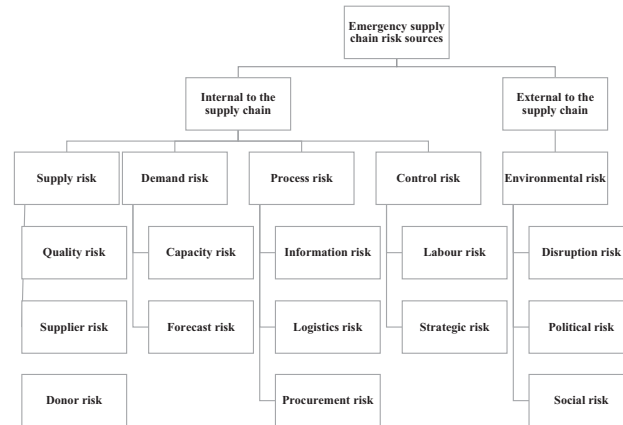 Emergency supply
chain risk sources
Internal to the
supply chain
External to the
supply chain
Supply risk
Demand risk
Process risk
Control risk
Environmental risk
Quality risk
Capacity risk
Information risk
Labour risk
Disruption risk
Supplier risk
Forecast risk
Logistics risk
Strategic risk
Political risk
Donor risk
Procurement risk
Social risk